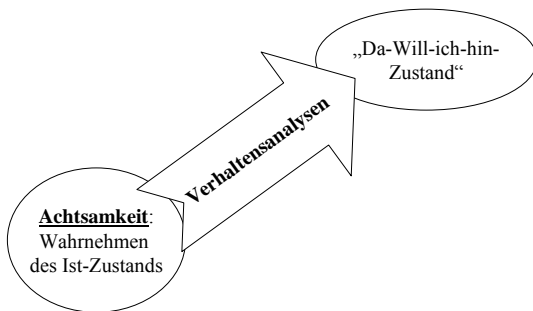 „Da-Will-ich-hin-
Zustand“
Verhaltensanalysen
Achtsamkeit:
Wahrnehmen
des Ist-Zustands